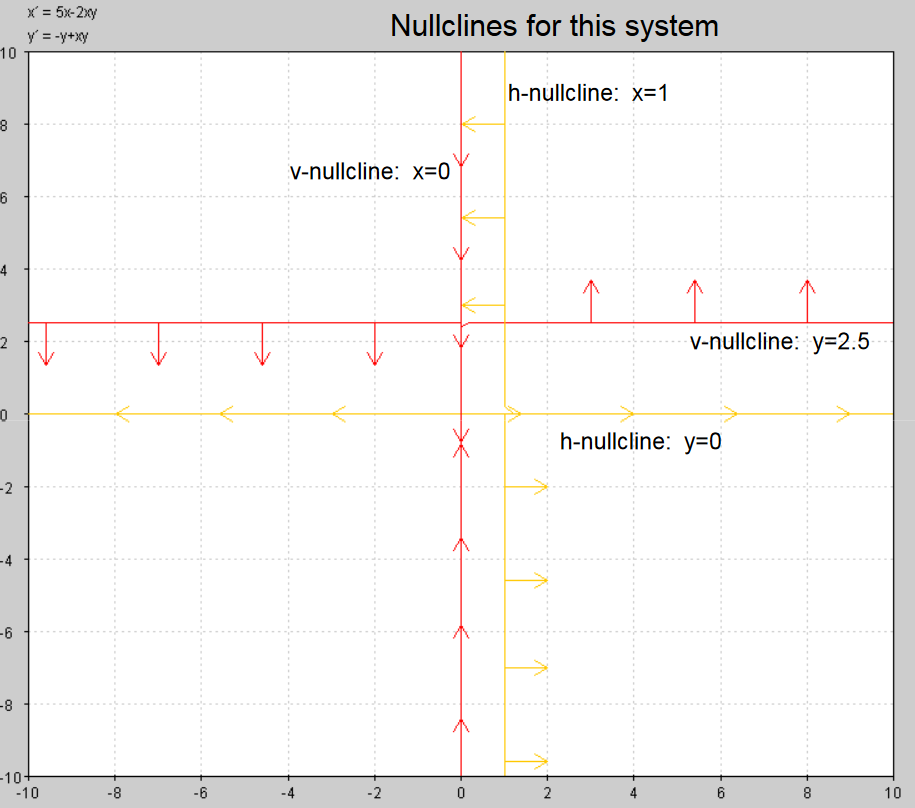 x´ = 5x-2xy
y´ = -y+xy
Nullclines for this system
10
h-nullcline: x=1
8
v-nullcline: x=0
6
4
2
v-nullcline: y=2.5
0
h-nullcline: y=0
-2
-4
-6
-8
-10
-10 -8 -6 -4 -2 0 2 4 6 8 10